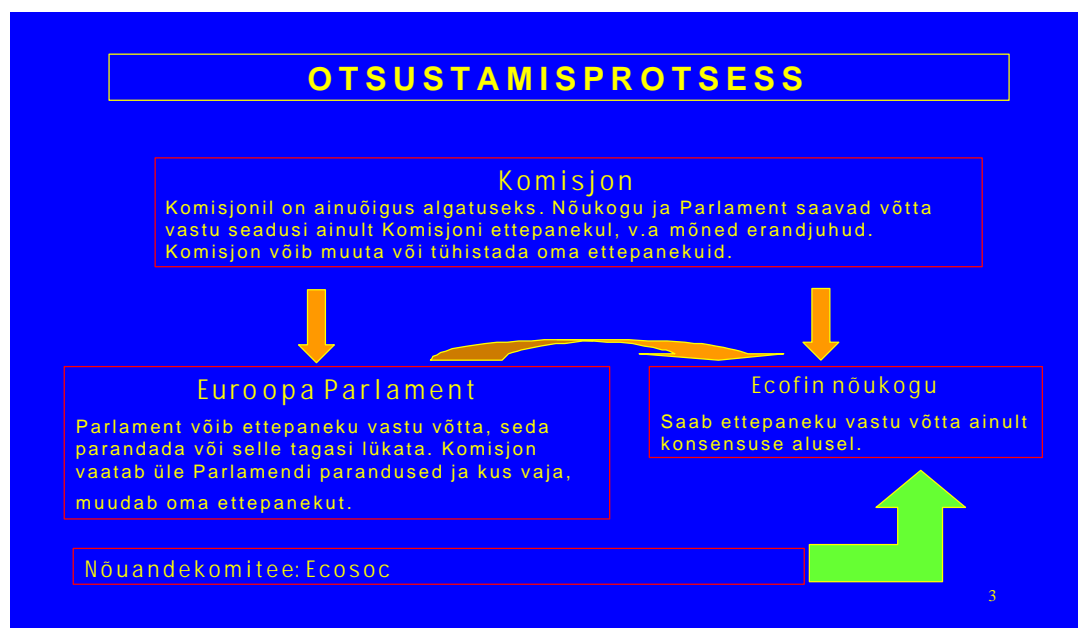 OTSUSTAMISPROTSESS
Komisjon
Komisjonil on ainuõigus algatuseks. Nõukogu ja Parlament saavad võtta
vastu seadusi ainult Komisjoni ettepanekul, v.a mõned erandjuhud.
Komisjon võib muuta või tühistada oma ettepanekuid.
Euroopa Parlament
Parlament võib ettepaneku vastu võtta, seda
parandada või selle tagasi lükata. Komisjon
vaatab üle Parlamendi parandused ja kus vaja,
muudab oma ettepanekut.
Ecofin nõukogu
Saab ettepaneku vastu võtta ainult
konsensuse alusel.
Nõuandekomitee: Ecosoc
3